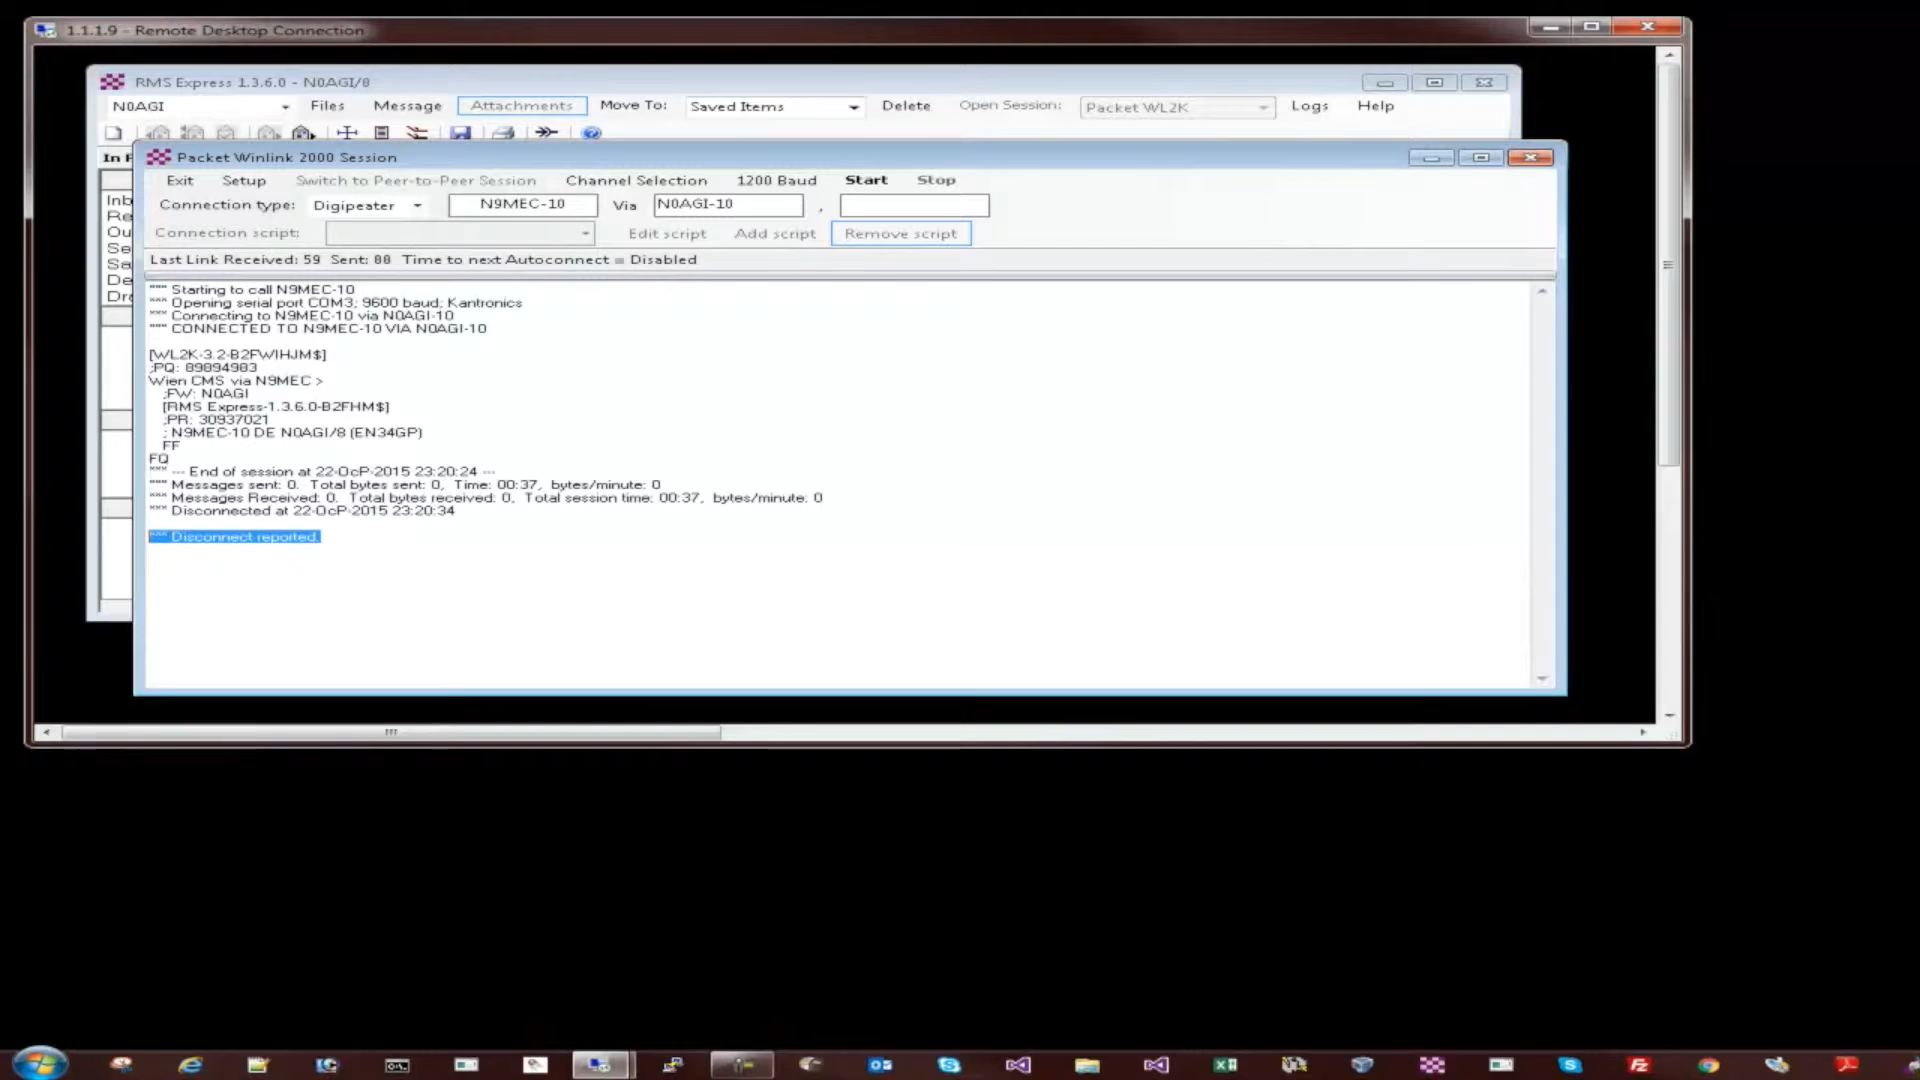 1.1.1.9 - Remote Desktop Connection
RMS Express 1.3.6.0 - N0AGI/8
N0AGI Files Message Attachments Move To: Saved Items Delete Open Session: Packet WL2K Logs Help
In F
Packet Winlink 2000 Session
Exit Setup Switch to Peer-to-Peer Session Channel Selection 1200 Baud Start Stop
Inb
Connection type: Digipeater N9MEC-10 Via N0AGI-10 ,
Re
Ou
Connection script: Edit script Add script Remove script
Se
Sa
Last Link Received: 59 Sent: 88 Time to next Autoconnect = Disabled
De
Dra
*** Starting to call N9MEC-10
*** Opening serial port COM3; 9600 baud; Kantronics
*** Connecting to N9MEC-10 via N0AGI-10
*** CONNECTED TO N9MEC-10 VIA N0AGI-10
[WL2K-3.2-B2FWIHJM$]
;PQ: 89894983
Wien CMS via N9MEC >
;FW: N0AGI
[RMS Express-1.3.6.0-B2FHM$]
;PR: 30937021
; N9MEC-10 DE N0AGI/8 (EN34GP)
FF
FQ
*** --- End of session at 22-OcP-2015 23:20:24 ---
*** Messages sent: 0. Total bytes sent: 0, Time: 00:37, bytes/minute: 0
*** Messages Received: 0. Total bytes received: 0, Total session time: 00:37, bytes/minute: 0
*** Disconnected at 22-OcP-2015 23:20:34
*** Disconnect reported.